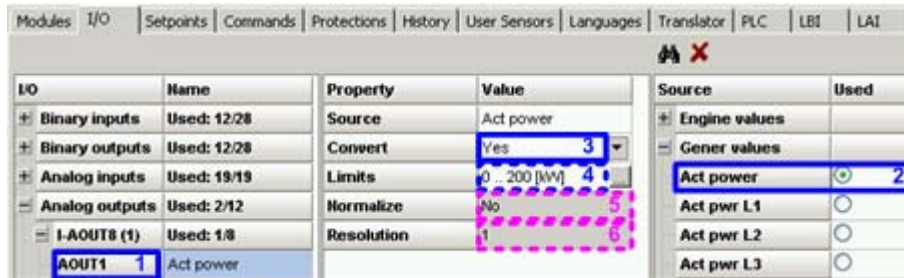 Modules I/O Setpoints Commands Protections History User Sensors Languages Translator PLC LBI LAI
I/O Name Property Value Source Used
Binary inputs Used: 12/28 Source Act power Engine values
Binary outputs Used: 12/28 Convert Yes 3 Gener values
Analog inputs Used: 19/19 Limits 0 .. 200 [kW] 4 Act power 2
Analog outputs Used: 2/12 Normalize No 5 Act pwr L1
I-AOUT8 (1) Used: 1/8 Resolution 1 6 Act pwr L2
AOUT1 1 Act power Act pwr L3